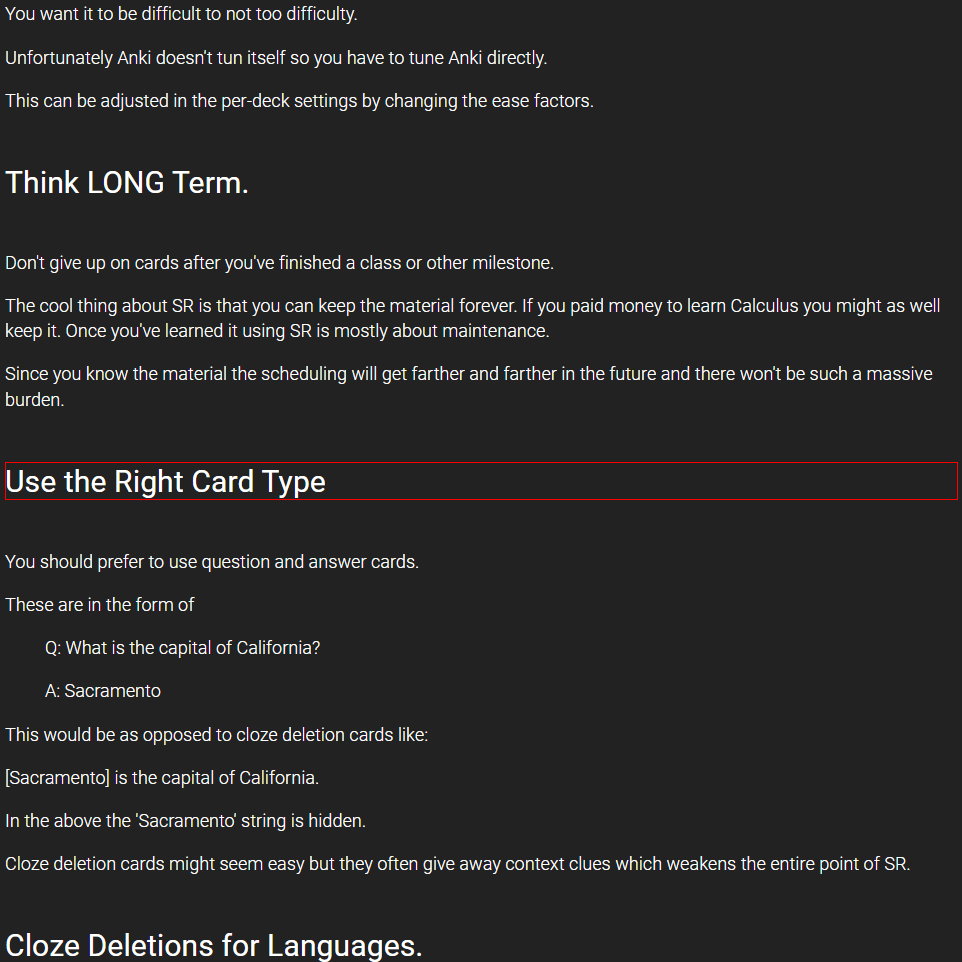 You want it to be difficult to not too difficulty.
Unfortunately Anki doesn't tun itself so you have to tune Anki directly.
This can be adjusted in the per-deck settings by changing the ease factors.
Think LONG Term.
Don't give up on cards after you've finished a class or other milestone.
The cool thing about SR is that you can keep the material forever. If you paid money to learn Calculus you might as well
keep it. Once you've learned it using SR is mostly about maintenance.
Since you know the material the scheduling will get farther and farther in the future and there won't be such a massive
burden.
Use the Right Card Type
You should prefer to use question and answer cards.
These are in the form of
Q: What is the capital of California?
A: Sacramento
This would be as opposed to cloze deletion cards like:
[Sacramento] is the capital of California.
In the above the 'Sacramento' string is hidden.
Cloze deletion cards might seem easy but they often give away context clues which weakens the entire point of SR.
Cloze Deletions for Languages.